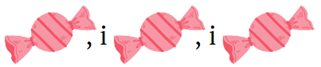 , i , i